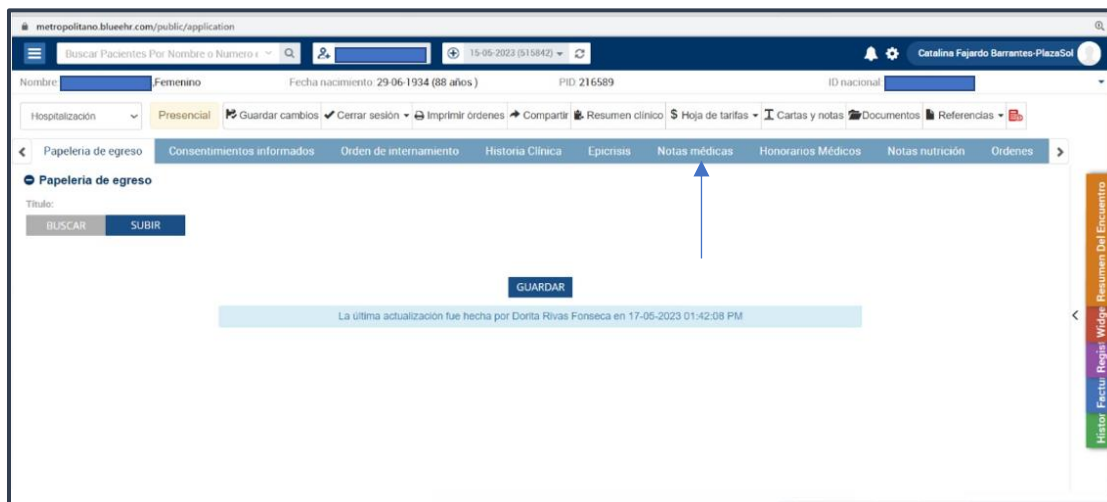 metropolitano.blueehr.com/public/application
Buscar Pacientes Por Nombre o Numero 15-05-2023 (515842) Catalina Fajardo Barrantes-PlazaSol
Nombre: ,Femenino Fecha nacimiento: 29-06-1934 (88 años ) PID 216589 ID nacional:
Hospitalización Presencial Guardar cambios Cerrar sesión Imprimir órdenes Compartir Resumen clínico $ Hoja de tarifas Cartas y notas Documentos Referencias
Papeleria de egreso Consentimientos informados Orden de internamiento Historia Clínica Epicrisis Notas médicas Honorarios Médicos Notas nutrición Ordenes
Papeleria de egreso
Título:
BUSCAR SUBIR
GUARDAR
La última actualización fue hecha por Dorita Rivas Fonseca en 17-05-2023 01:42:08 PM
Resumen Del Encuentro
Widge
Regist
Factur
Histor